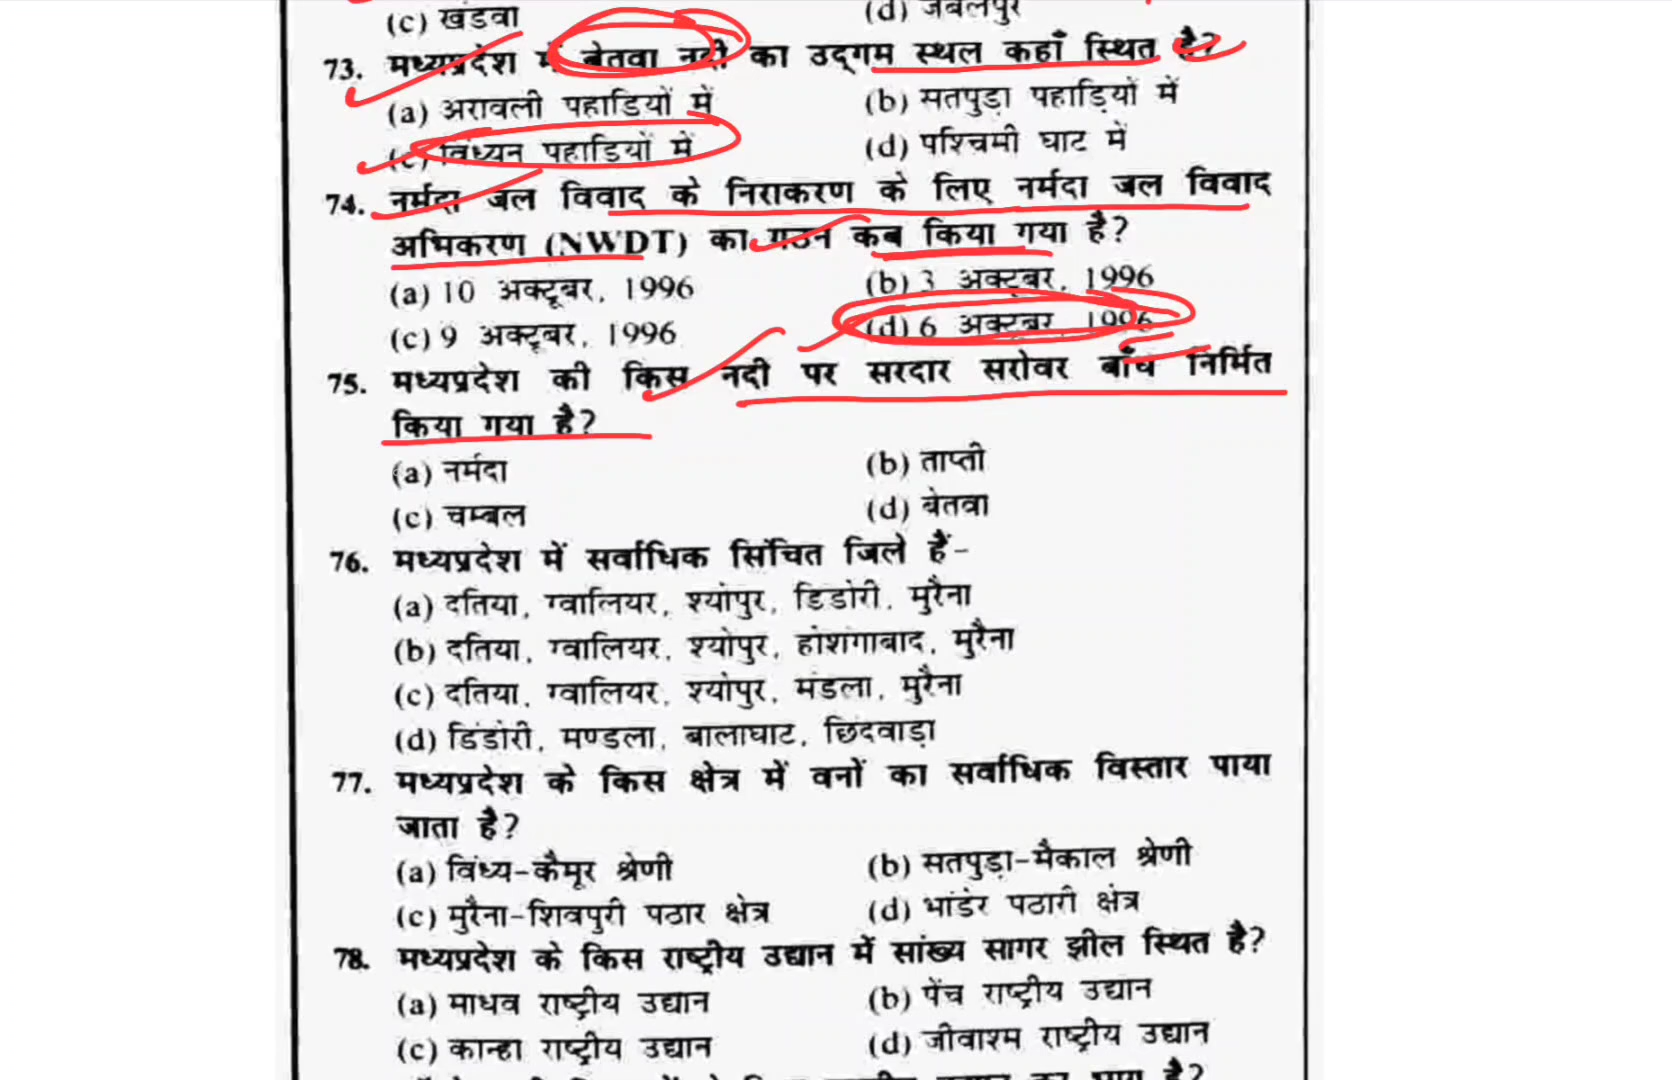 (c) खंडवा (d) जबलपुर
73. मध्यप्रदेश में बेतवा नदी का उद्गम स्थल कहाँ स्थित है?
(a) अरावली पहाडियों में (b) सतपुड़ा पहाड़ियों में
(c) विंध्यन पहाडियों में (d) पश्चिमी घाट में
74. नर्मदा जल विवाद के निराकरण के लिए नर्मदा जल विवाद
अभिकरण (NWDT) का गठन कब किया गया है?
(a) 10 अक्टूबर, 1996 (b) 3 अक्टूबर, 1996
(c) 9 अक्टूबर, 1996 (d) 6 अक्टूबर, 1996
75. मध्यप्रदेश की किस नदी पर सरदार सरोवर बाँध निर्मित
किया गया है?
(a) नर्मदा (b) ताप्ती
(c) चम्बल (d) बेतवा
76. मध्यप्रदेश में सर्वाधिक सिंचित जिले हैं-
(a) दतिया, ग्वालियर, श्योपुर, डिंडोरी, मुरैना
(b) दतिया, ग्वालियर, श्योपुर, होशंगाबाद, मुरैना
(c) दतिया, ग्वालियर, श्योपुर, मंडला, मुरैना
(d) डिंडोरी, मण्डला, बालाघाट, छिंदवाड़ा
77. मध्यप्रदेश के किस क्षेत्र में वनों का सर्वाधिक विस्तार पाया
जाता है?
(a) विंध्य-कैमूर श्रेणी (b) सतपुड़ा-मैकाल श्रेणी
(c) मुरैना-शिवपुरी पठार क्षेत्र (d) भांडेर पठारी क्षेत्र
78. मध्यप्रदेश के किस राष्ट्रीय उद्यान में सांख्य सागर झील स्थित है?
(a) माधव राष्ट्रीय उद्यान (b) पेंच राष्ट्रीय उद्यान
(c) कान्हा राष्ट्रीय उद्यान (d) जीवाश्म राष्ट्रीय उद्यान